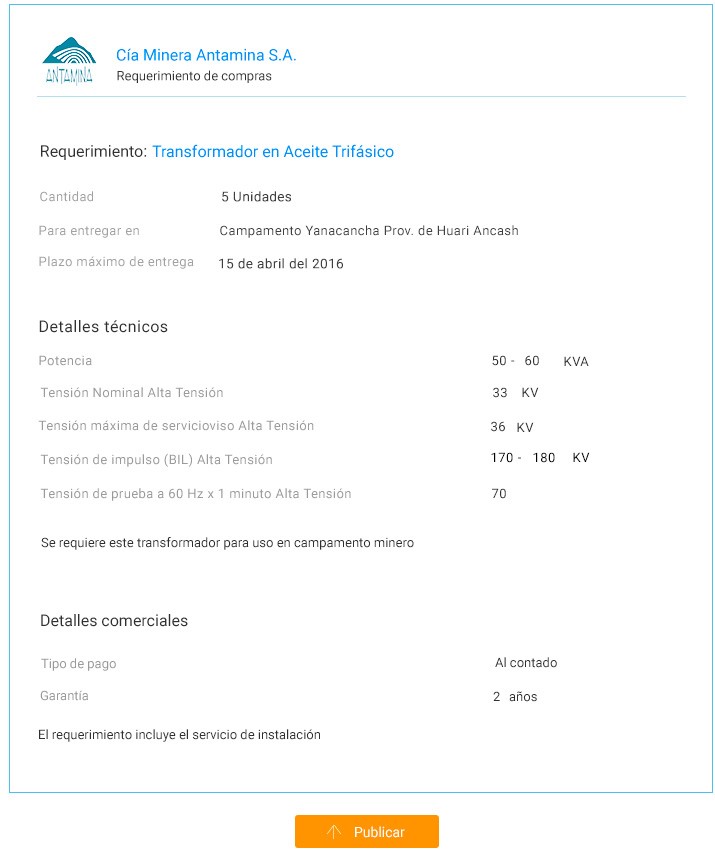 Cía Minera Antamina S.A.
ANTAMINA
Requerimiento de compras
Requerimiento: Transformador en Aceite Trifásico
Cantidad 5 Unidades
Para entregar en Campamento Yanacancha Prov. de Huari Ancash
Plazo máximo de entrega 15 de abril del 2016
Detalles técnicos
Potencia 50 - 60 KVA
Tensión Nominal Alta Tensión 33 KV
Tensión máxima de servicioviso Alta Tensión 36 KV
Tensión de impulso (BIL) Alta Tensión 170 - 180 KV
Tensión de prueba a 60 Hz x 1 minuto Alta Tensión 70
Se requiere este transformador para uso en campamento minero
Detalles comerciales
Tipo de pago Al contado
Garantía 2 años
El requerimiento incluye el servicio de instalación
Publicar